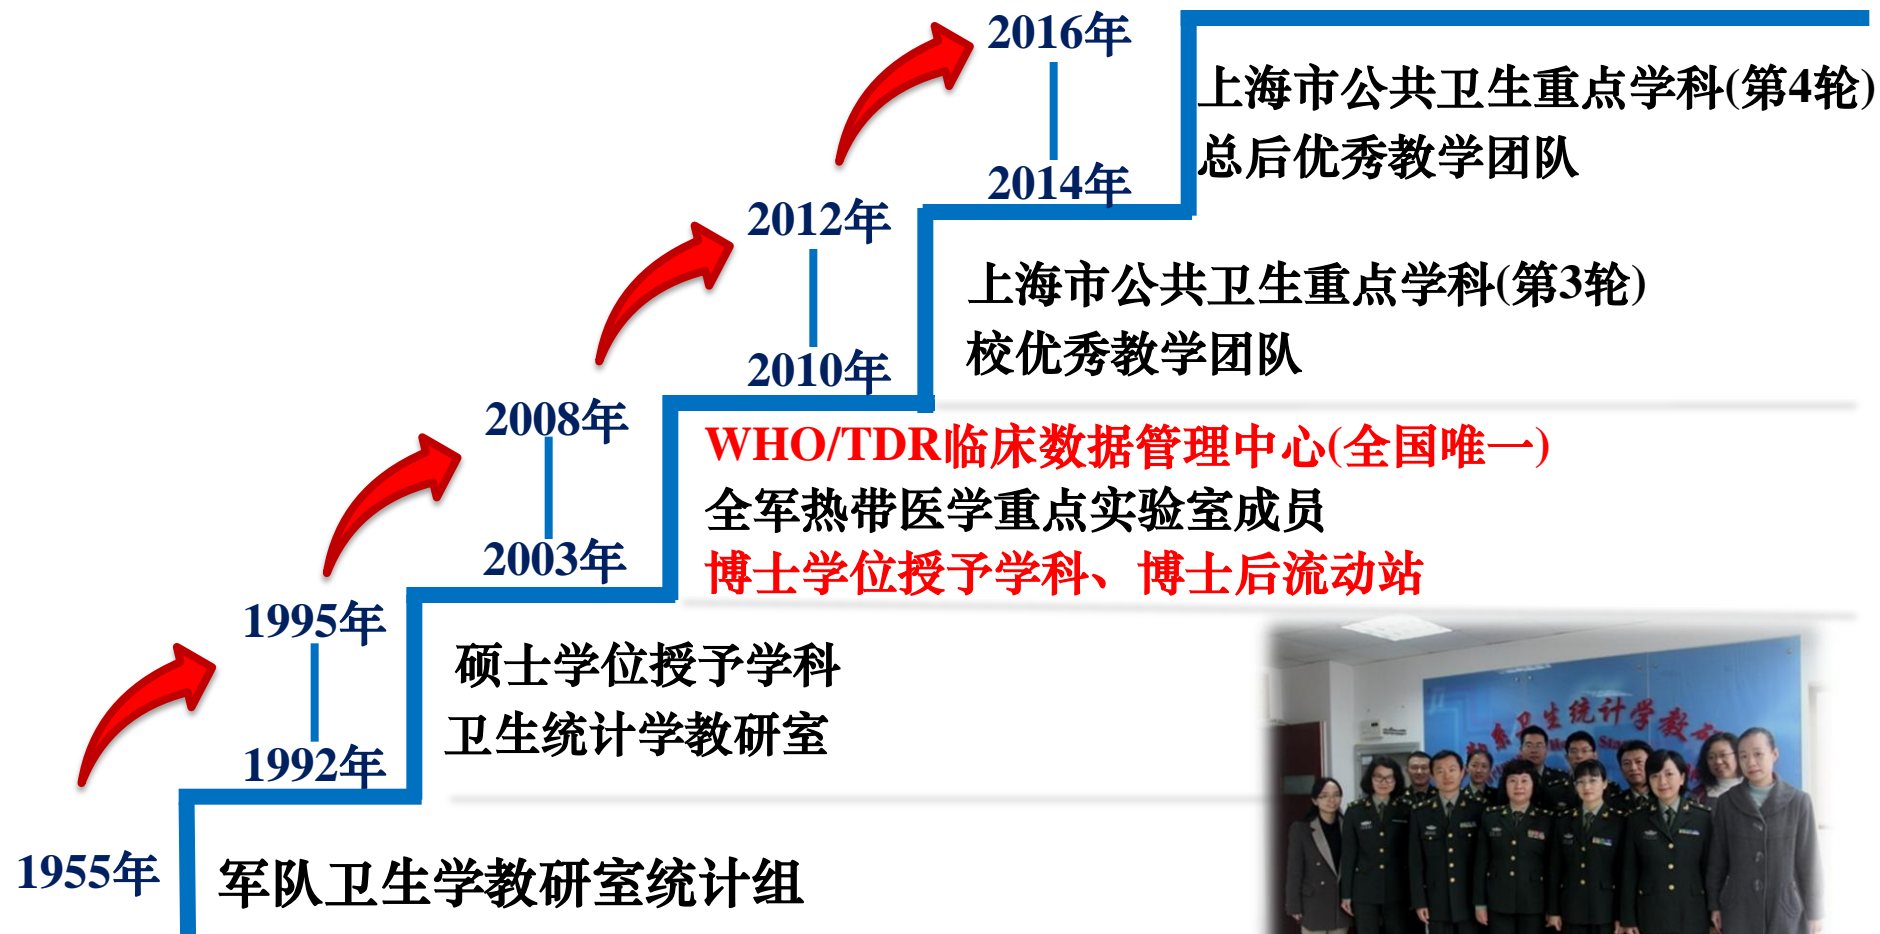 2016年
上海市公共卫生重点学科(第4轮)
总后优秀教学团队
2014年
2012年
上海市公共卫生重点学科(第3轮)
校优秀教学团队
2010年
2008年
WHO/TDR临床数据管理中心(全国唯一)
全军热带医学重点实验室成员
2003年
博士学位授予学科、博士后流动站
1995年
硕士学位授予学科
卫生统计学教研室
1992年
1955年
军队卫生学教研室统计组
系卫生统计学教